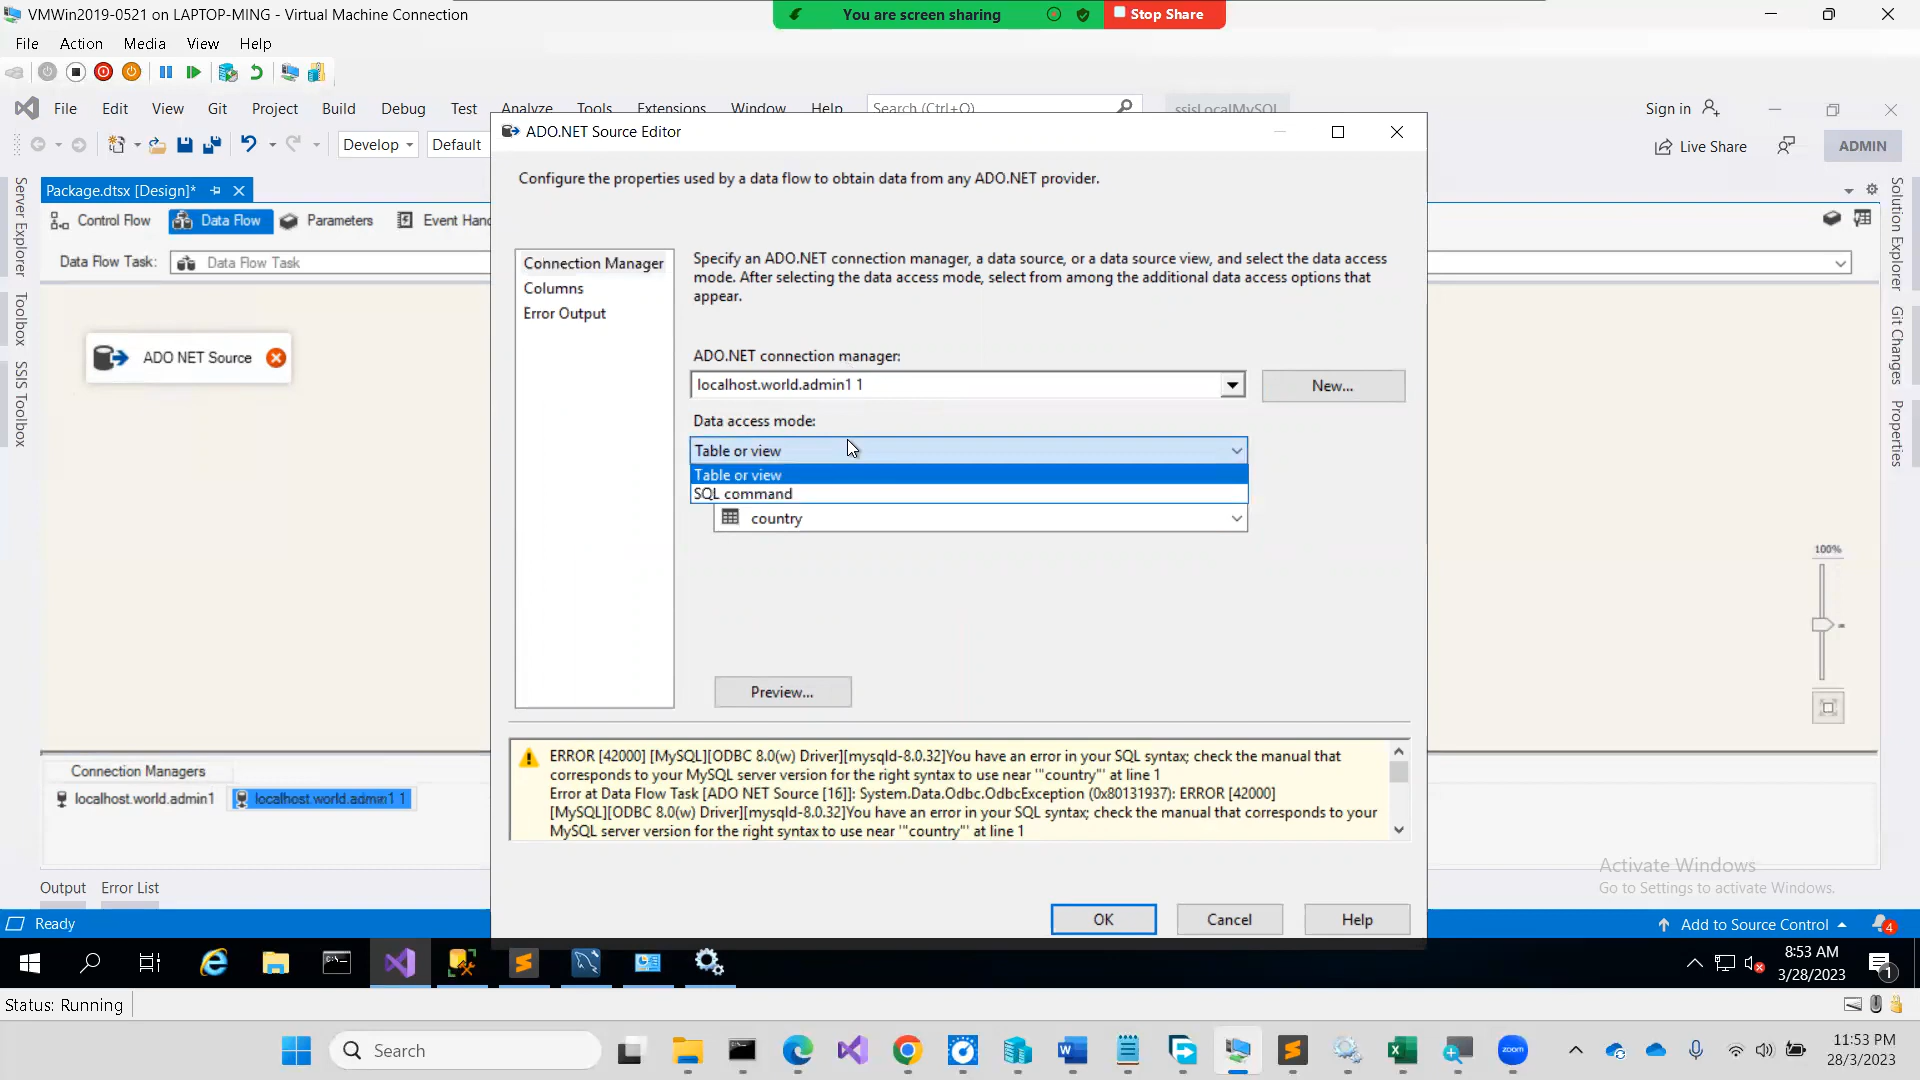 VMWin2019-0521 on LAPTOP-MING - Virtual Machine Connection
You are screen sharing
Stop Share
File Action Media View Help
File Edit View Git Project Build Debug Test Analyze Tools Extensions Window Help
Search (Ctrl+Q)
ssisLocalMySQL
Sign in
Develop
Default
Live Share
ADMIN
ADO.NET Source Editor
Configure the properties used by a data flow to obtain data from any ADO.NET provider.
Package.dtsx [Design]*
Control Flow
Data Flow
Parameters
Event Hand
Data Flow Task:
Data Flow Task
Server Explorer
Toolbox
SSIS Toolbox
Solution Explorer
Git Changes
Properties
ADO NET Source
Connection Manager
Columns
Error Output
Specify an ADO.NET connection manager, a data source, or a data source view, and select the data access
mode. After selecting the data access mode, select from among the additional data access options that
appear.
ADO.NET connection manager:
localhost.world.admin1 1
New...
Data access mode:
Table or view
Table or view
SQL command
country
Preview...
100%
ERROR [42000] [MySQL][ODBC 8.0(w) Driver][mysqld-8.0.32]You have an error in your SQL syntax; check the manual that
corresponds to your MySQL server version for the right syntax to use near '"country"' at line 1
Error at Data Flow Task [ADO NET Source [16]]: System.Data.Odbc.OdbcException (0x80131937): ERROR [42000]
[MySQL][ODBC 8.0(w) Driver][mysqld-8.0.32]You have an error in your SQL syntax; check the manual that corresponds to your
MySQL server version for the right syntax to use near '"country"' at line 1
Connection Managers
localhost.world.admin1
localhost.world.admin1 1
Output
Error List
Activate Windows
Go to Settings to activate Windows.
OK
Cancel
Help
Ready
Add to Source Control
4
8:53 AM
3/28/2023
1
Status: Running
Search
zoom
11:53 PM
28/3/2023